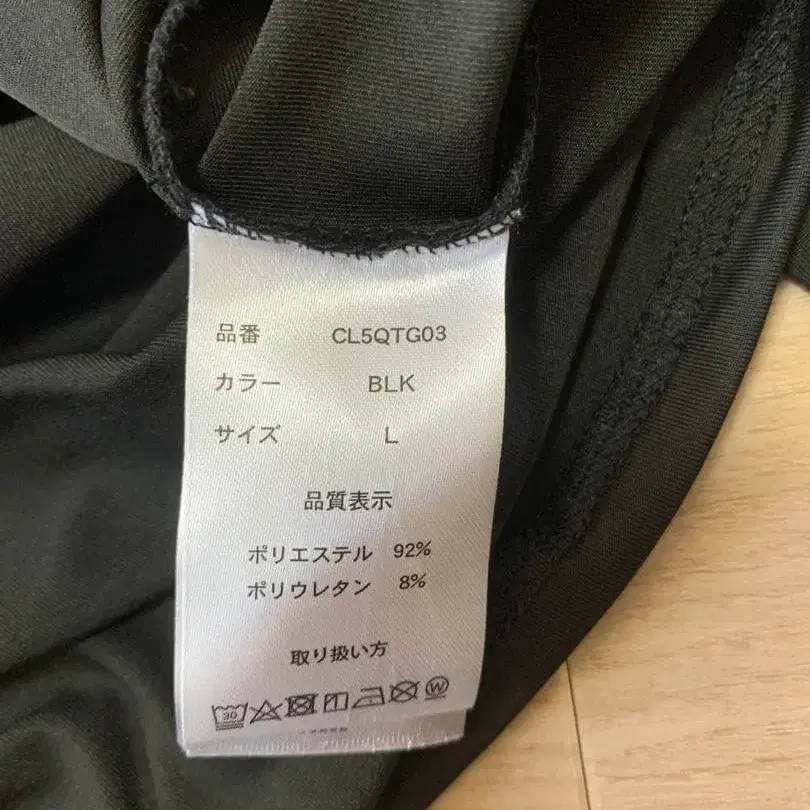 品番 CL5QTG03
カラー BLK
サイズ L
品質表示
ポリエステル 92%
ポリウレタン 8%
取り扱い方
30 W